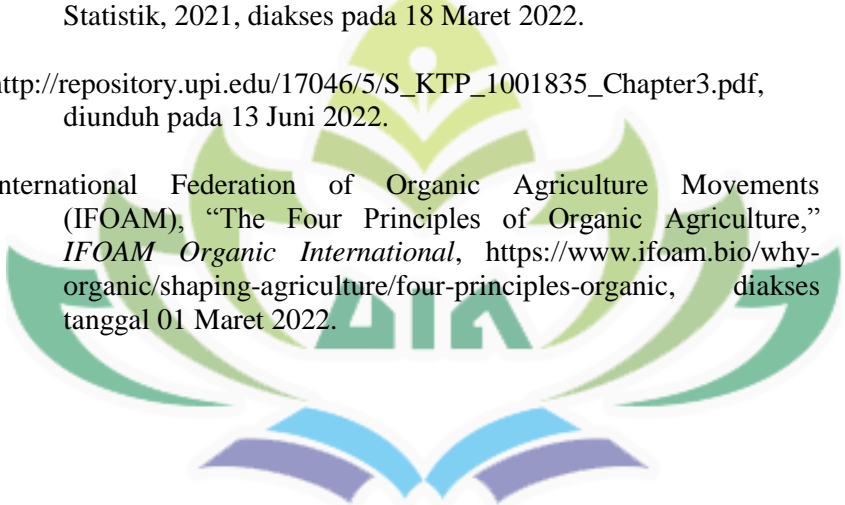 Statistik, 2021, diakses pada 18 Maret 2022.
http://repository.upi.edu/17046/5/S_KTP_1001835_Chapter3.pdf,
diunduh pada 13 Juni 2022.
International Federation of Organic Agriculture Movements
(IFOAM), “The Four Principles of Organic Agriculture,”
IFOAM Organic International, https://www.ifoam.bio/why-
organic/shaping-agriculture/four-principles-organic, diakses
tanggal 01 Maret 2022.